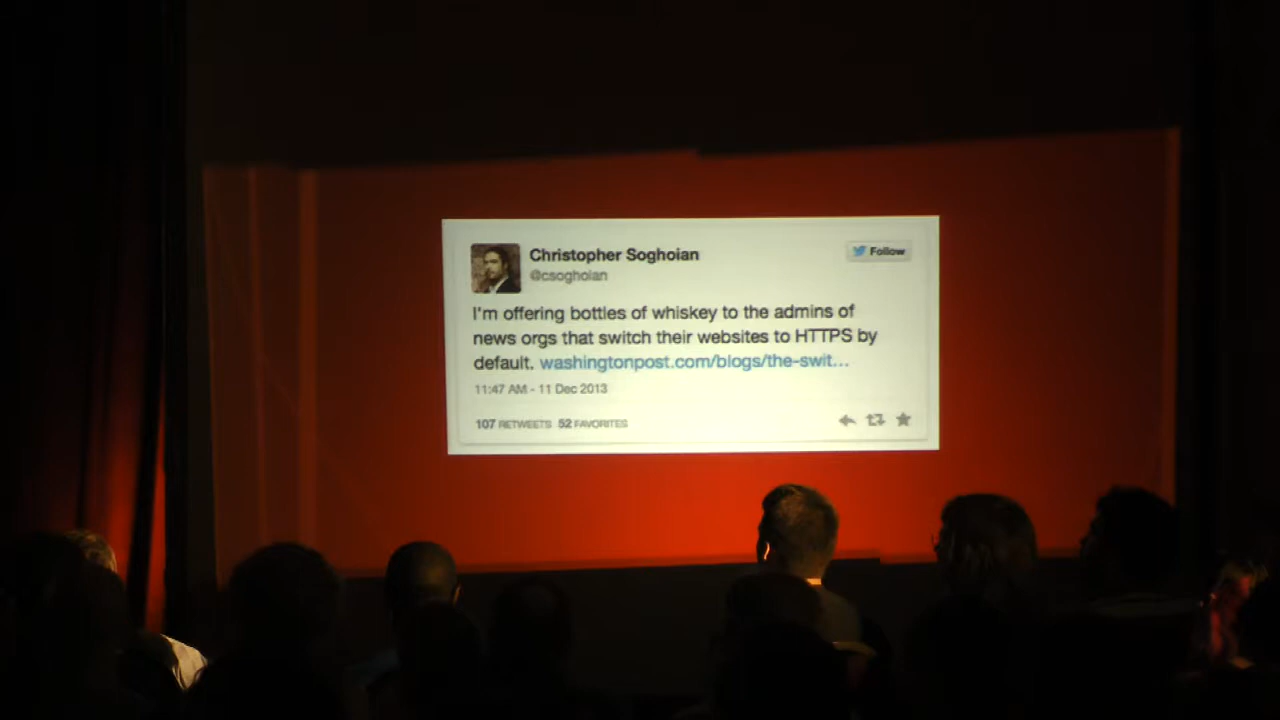 Christopher Soghoian
Follow
@csoghoian
I'm offering bottles of whiskey to the admins of
news orgs that switch their websites to HTTPS by
default. washingtonpost.com/blogs/the-swit...
11:47 AM - 11 Dec 2013
107 RETWEETS 52 FAVORITES